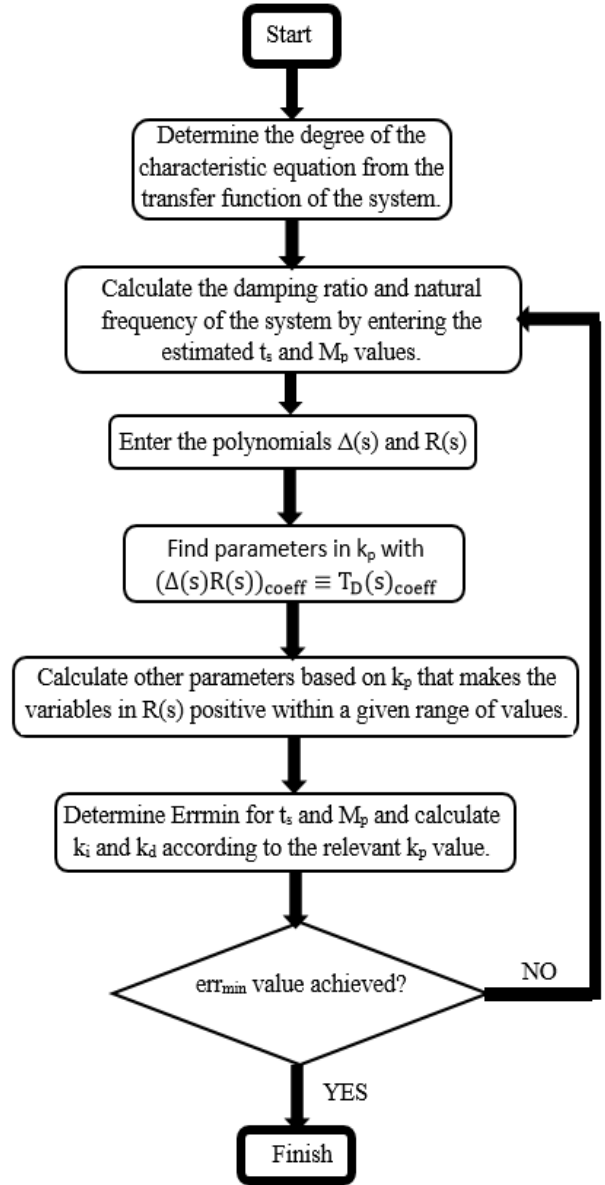 Start
Determine the degree of the
characteristic equation from the
transfer function of the system.
Calculate the damping ratio and natural
frequency of the system by entering the
estimated tₛ and Mₚ values.
Enter the polynomials Δ(s) and R(s)
Find parameters in kₚ with
(Δ(s)R(s))coeff ≡ T_D(s)coeff
Calculate other parameters based on kₚ that makes the
variables in R(s) positive within a given range of values.
Determine Errmin for tₛ and Mₚ and calculate
kᵢ and k_d according to the relevant kₚ value.
err_min value achieved?
NO
YES
Finish